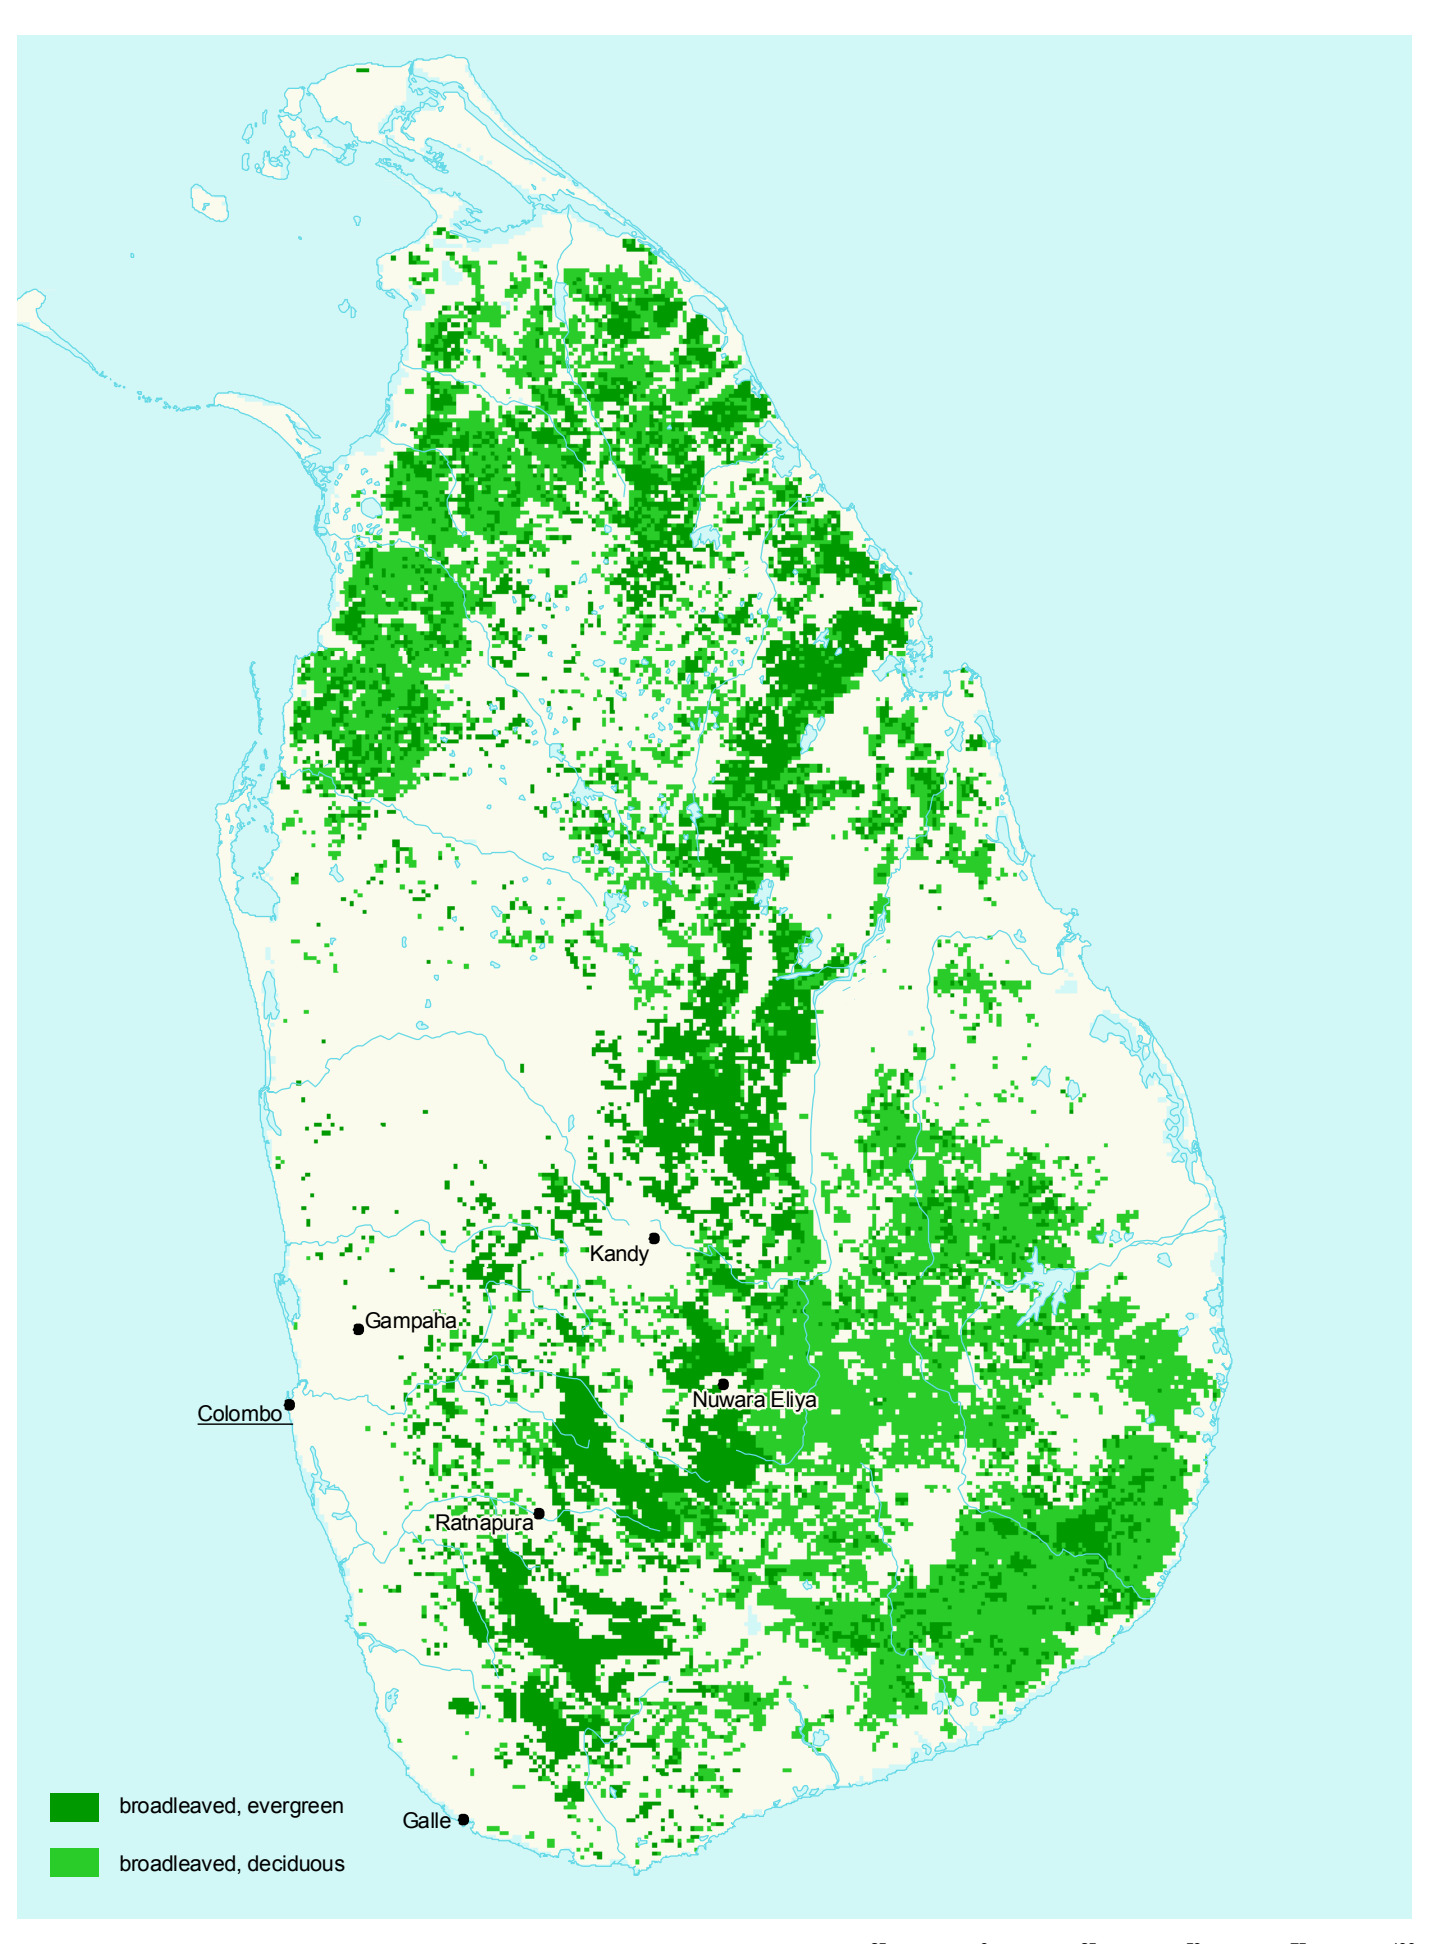 Kandy
Gampaha
Nuwara Eliya
Colombo
Ratnapura
broadleaved, evergreen
Galle
broadleaved, deciduous